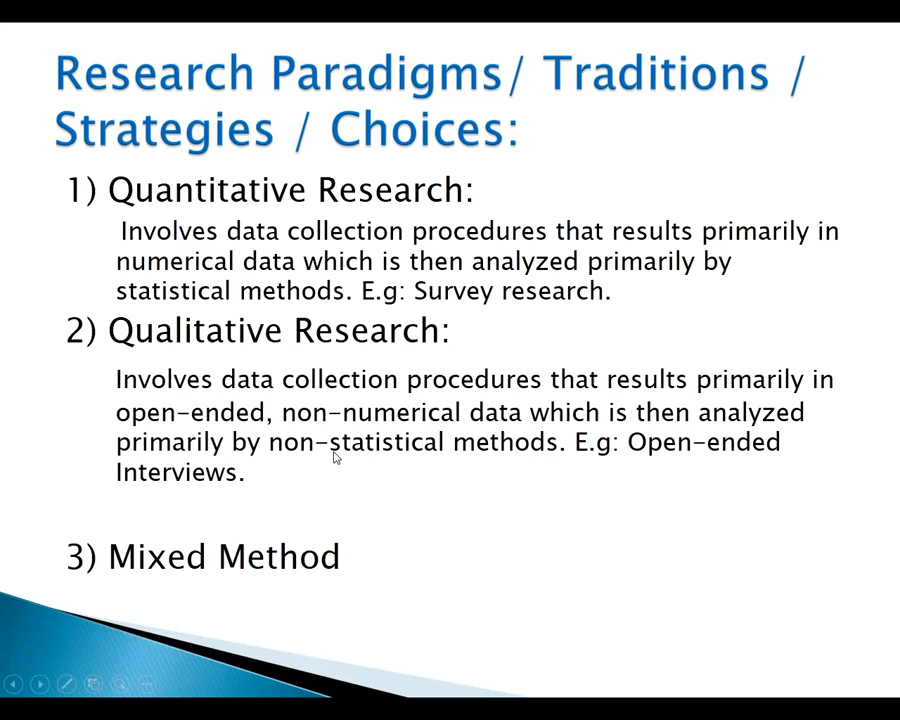 Research Paradigms/ Traditions /
Strategies / Choices:
1) Quantitative Research:
Involves data collection procedures that results primarily in
numerical data which is then analyzed primarily by
statistical methods. E.g: Survey research.
2) Qualitative Research:
Involves data collection procedures that results primarily in
open-ended, non-numerical data which is then analyzed
primarily by non-statistical methods. E.g: Open-ended
Interviews.
3) Mixed Method